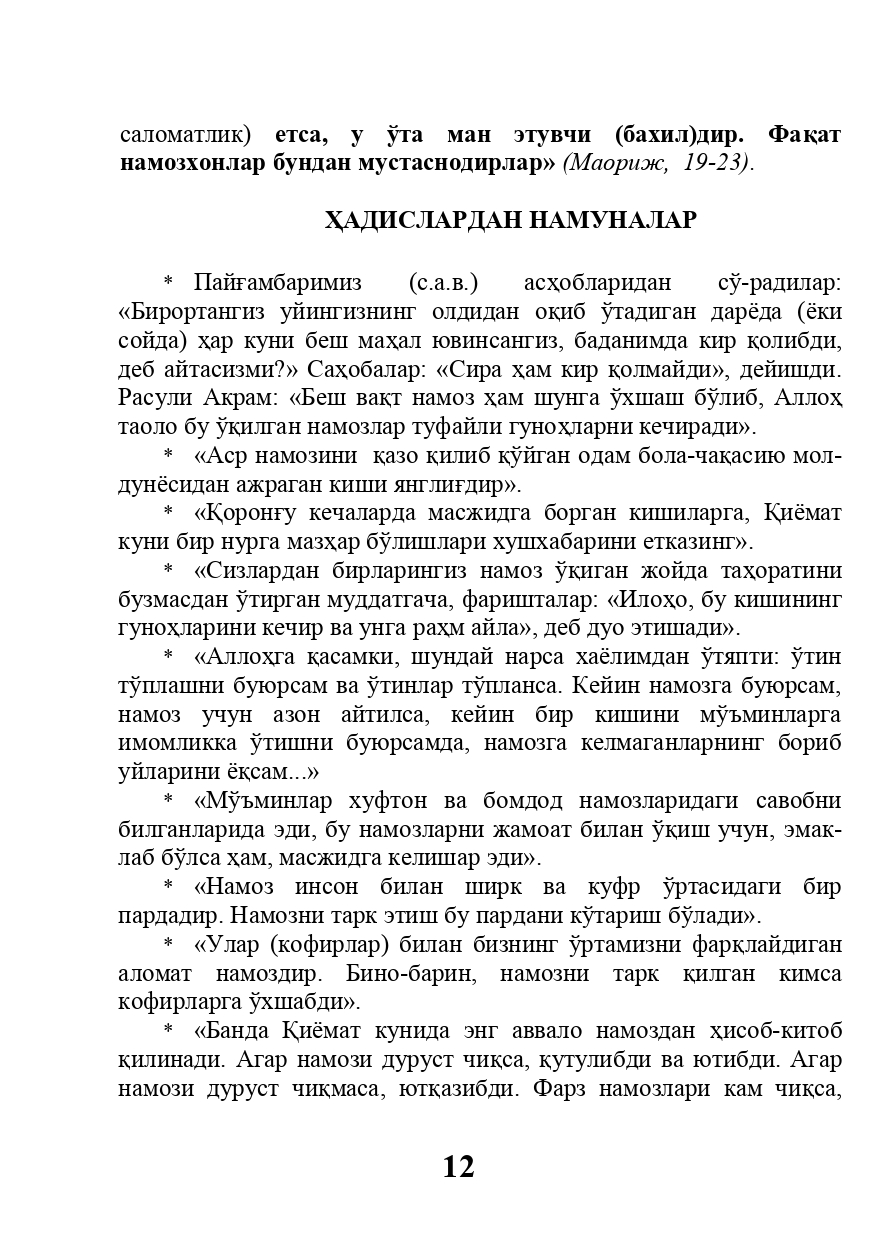 саломатлик) етса, у ўта ман этувчи (бахил)дир. Фақат
намозхонлар бундан мустаснодирлар» (Маориж, 19-23).
ҲАДИСЛАРДАН НАМУНАЛАР
* Пайғамбаримиз (с.а.в.) асҳобларидан сў-радилар:
«Бирортангиз уйингизнинг олдидан оқиб ўтадиган дарёда (ёки
сойда) ҳар куни беш маҳал ювинсангиз, баданимда кир қолибди,
деб айтасизми?» Саҳобалар: «Сира ҳам кир қолмайди», дейишди.
Расули Акрам: «Беш вақт намоз ҳам шунга ўхшаш бўлиб, Аллоҳ
таоло бу ўқилган намозлар туфайли гуноҳларни кечиради».
* «Аср намозини қазо қилиб қўйган одам бола-чақасию мол-
дунёсидан ажраган киши янглиғдир».
* «Қоронғу кечаларда масжидга борган кишиларга, Қиёмат
куни бир нурга мазҳар бўлишлари хушхабарини етказинг».
* «Сизлардан бирларингиз намоз ўқиган жойда таҳоратини
бузмасдан ўтирган муддатгача, фаришталар: «Илоҳо, бу кишининг
гуноҳларини кечир ва унга раҳм айла», деб дуо этишади».
* «Аллоҳга қасамки, шундай нарса хаёлимдан ўтяпти: ўтин
тўплашни буюрсам ва ўтинлар тўпланса. Кейин намозга буюрсам,
намоз учун азон айтилса, кейин бир кишини мўъминларга
имомликка ўтишни буюрсамда, намозга келмаганларнинг бориб
уйларини ёқсам...»
* «Мўъминлар хуфтон ва бомдод намозларидаги савобни
билганларида эди, бу намозларни жамоат билан ўқиш учун, эмак-
лаб бўлса ҳам, масжидга келишар эди».
* «Намоз инсон билан ширк ва куфр ўртасидаги бир
пардадир. Намозни тарк этиш бу пардани кўтариш бўлади».
* «Улар (кофирлар) билан бизнинг ўртамизни фарқлайдиган
аломат намоздир. Бино-барин, намозни тарк қилган кимса
кофирларга ўхшабди».
* «Банда Қиёмат кунида энг аввало намоздан ҳисоб-китоб
қилинади. Агар намози дуруст чиқса, қутулибди ва ютибди. Агар
намози дуруст чиқмаса, ютқазибди. Фарз намозлари кам чиқса,
12